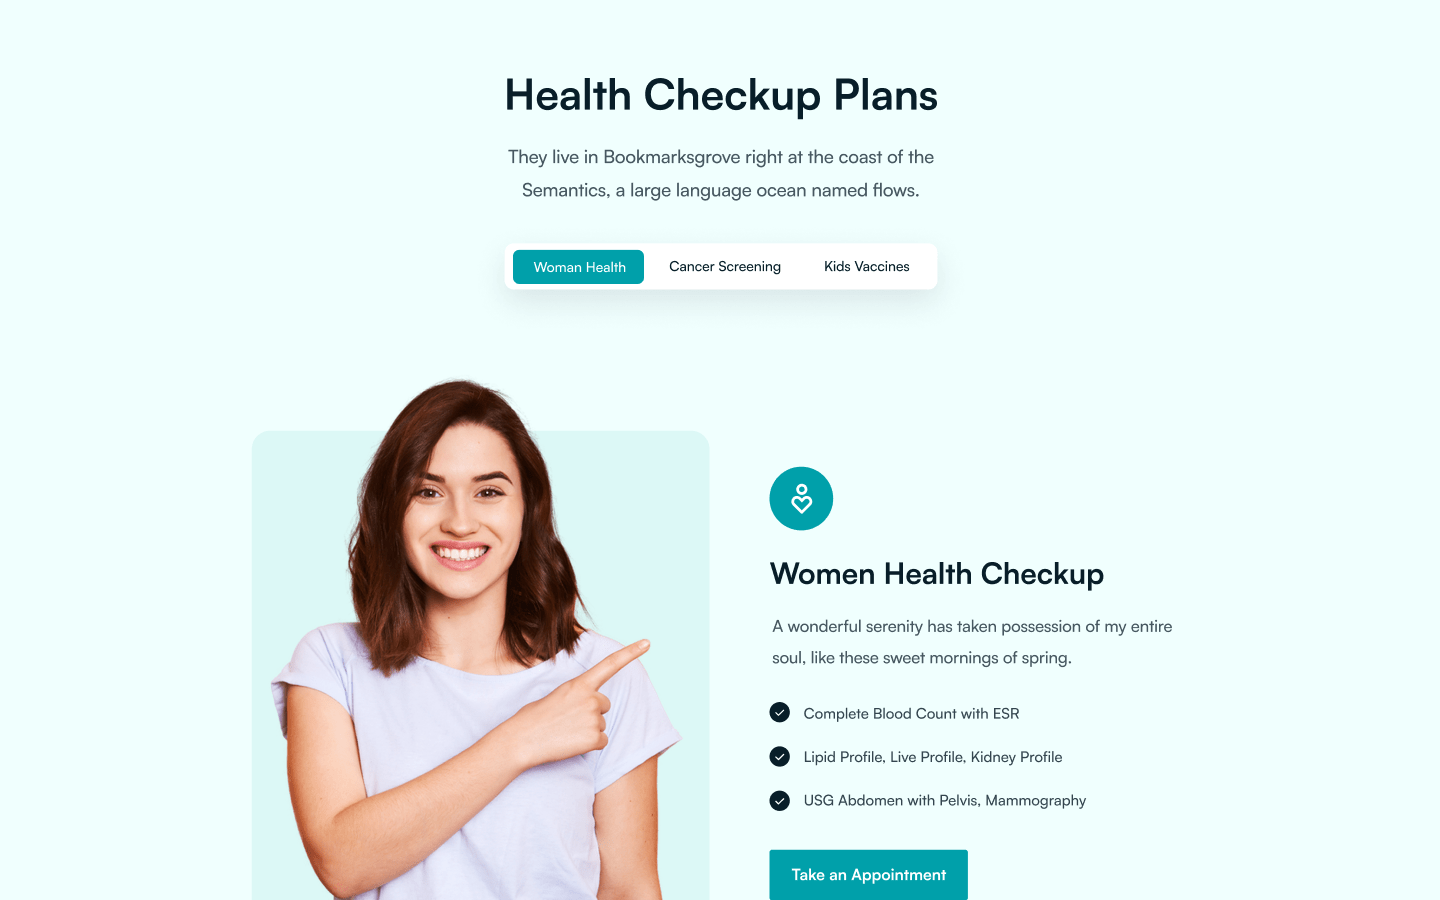 Health Checkup Plans
They live in Bookmarksgrove right at the coast of the
Semantics, a large language ocean named flows.
Woman Health
Cancer Screening
Kids Vaccines
Women Health Checkup
A wonderful serenity has taken possession of my entire
soul, like these sweet mornings of spring.
Complete Blood Count with ESR
Lipid Profile, Live Profile, Kidney Profile
USG Abdomen with Pelvis, Mammography
Take an Appointment